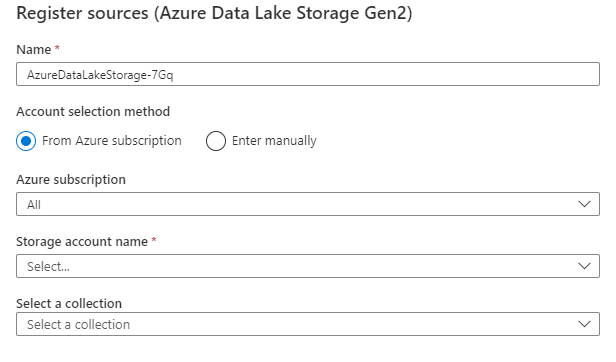 Register sources (Azure Data Lake Storage Gen2)
Name *
AzureDataLakeStorage-7Gq
Account selection method
From Azure subscription Enter manually
Azure subscription
All
Storage account name *
Select...
Select a collection
Select a collection